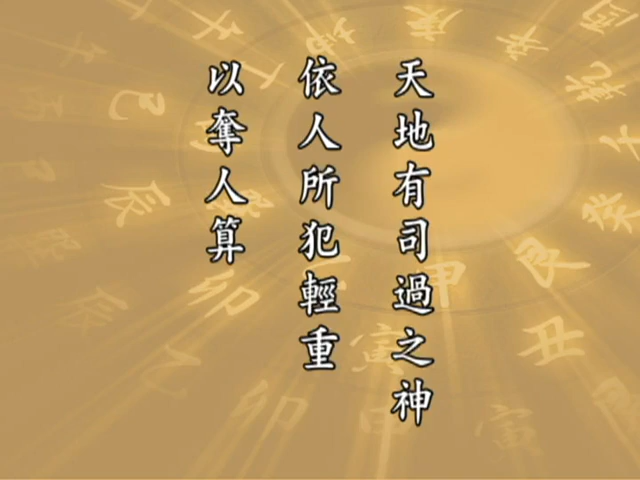 天地有司過之神
依人所犯輕重
以奪人算